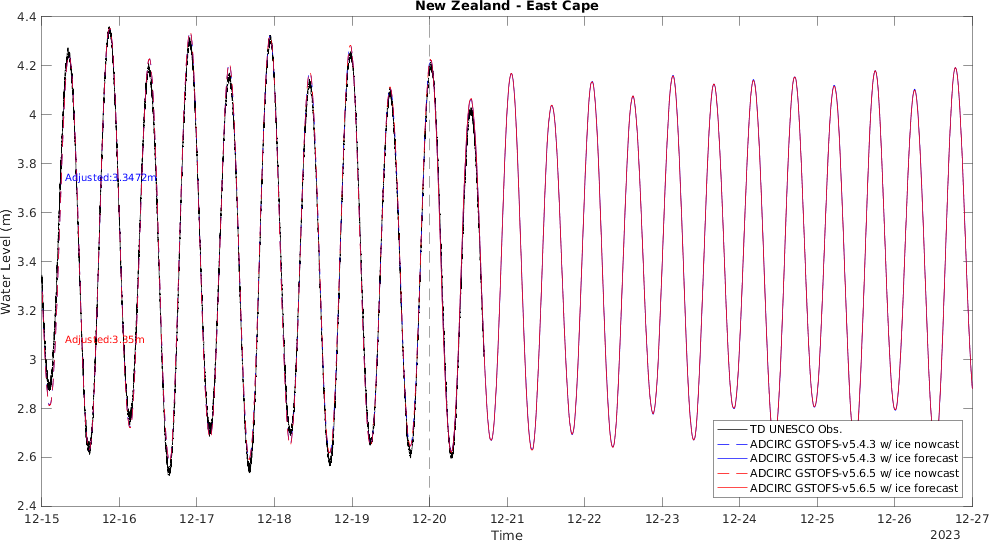 New Zealand - East Cape
4.4
4.2
4
3.8
3.6
3.4
3.2
3
2.8
2.6
2.4
Water Level (m)
Adjusted:3.3472m
Adjusted:3.35m
TD UNESCO Obs.
ADCIRC GSTOFS-v5.4.3 w/ ice nowcast
ADCIRC GSTOFS-v5.4.3 w/ ice forecast
ADCIRC GSTOFS-v5.6.5 w/ ice nowcast
ADCIRC GSTOFS-v5.6.5 w/ ice forecast
12-15 12-16 12-17 12-18 12-19 12-20 12-21 12-22 12-23 12-24 12-25 12-26 12-27
Time
2023